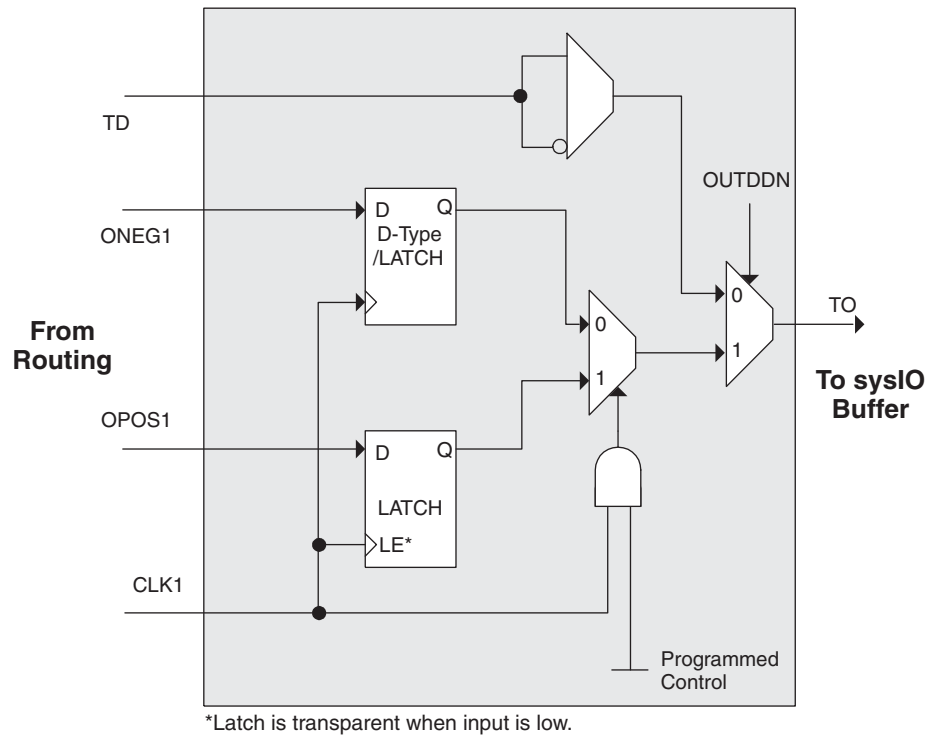 TD
OUTDDN
ONEG1
D
Q
D-Type
/LATCH
0
1
0
1
TO
From
Routing
To sysIO
Buffer
OPOS1
D
Q
LATCH
LE*
CLK1
Programmed
Control
*Latch is transparent when input is low.